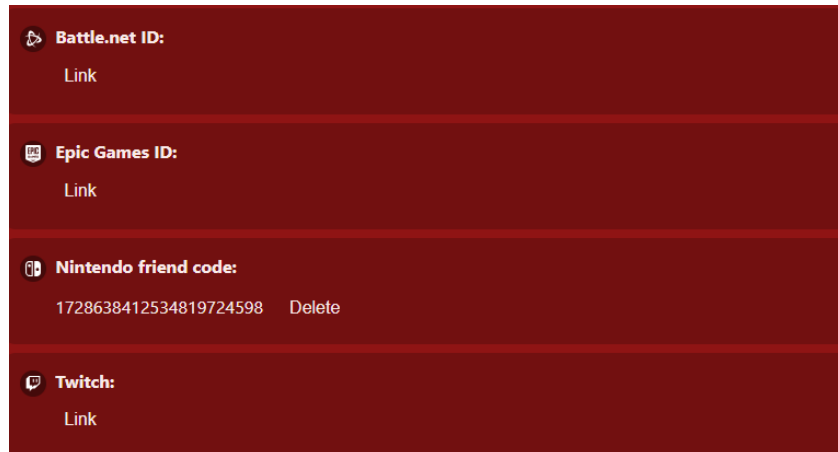 Battle.net ID:
Link
Epic Games ID:
Link
Nintendo friend code:
1728638412534819724598 Delete
Twitch:
Link